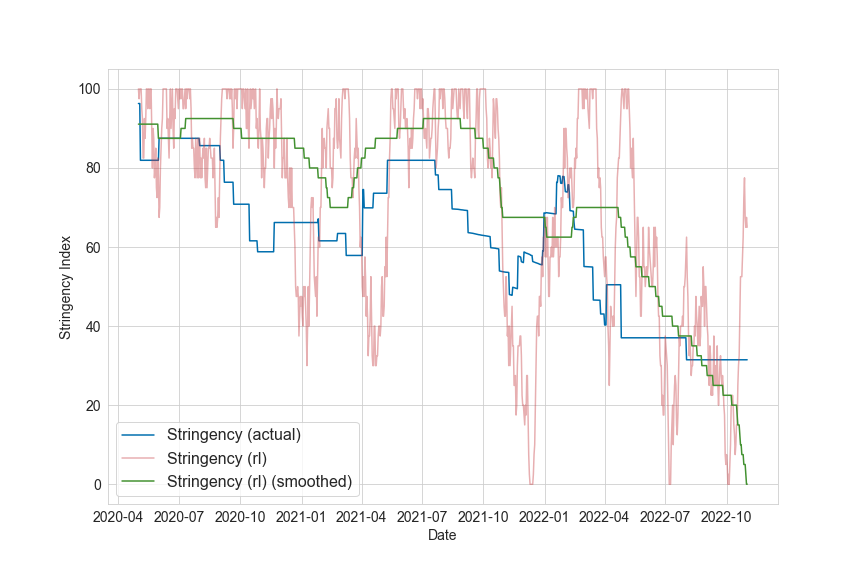 100
80
60
40
20
0
Stringency Index
Stringency (actual)
Stringency (rl)
Stringency (rl) (smoothed)
2020-04 2020-07 2020-10 2021-01 2021-04 2021-07 2021-10 2022-01 2022-04 2022-07 2022-10
Date